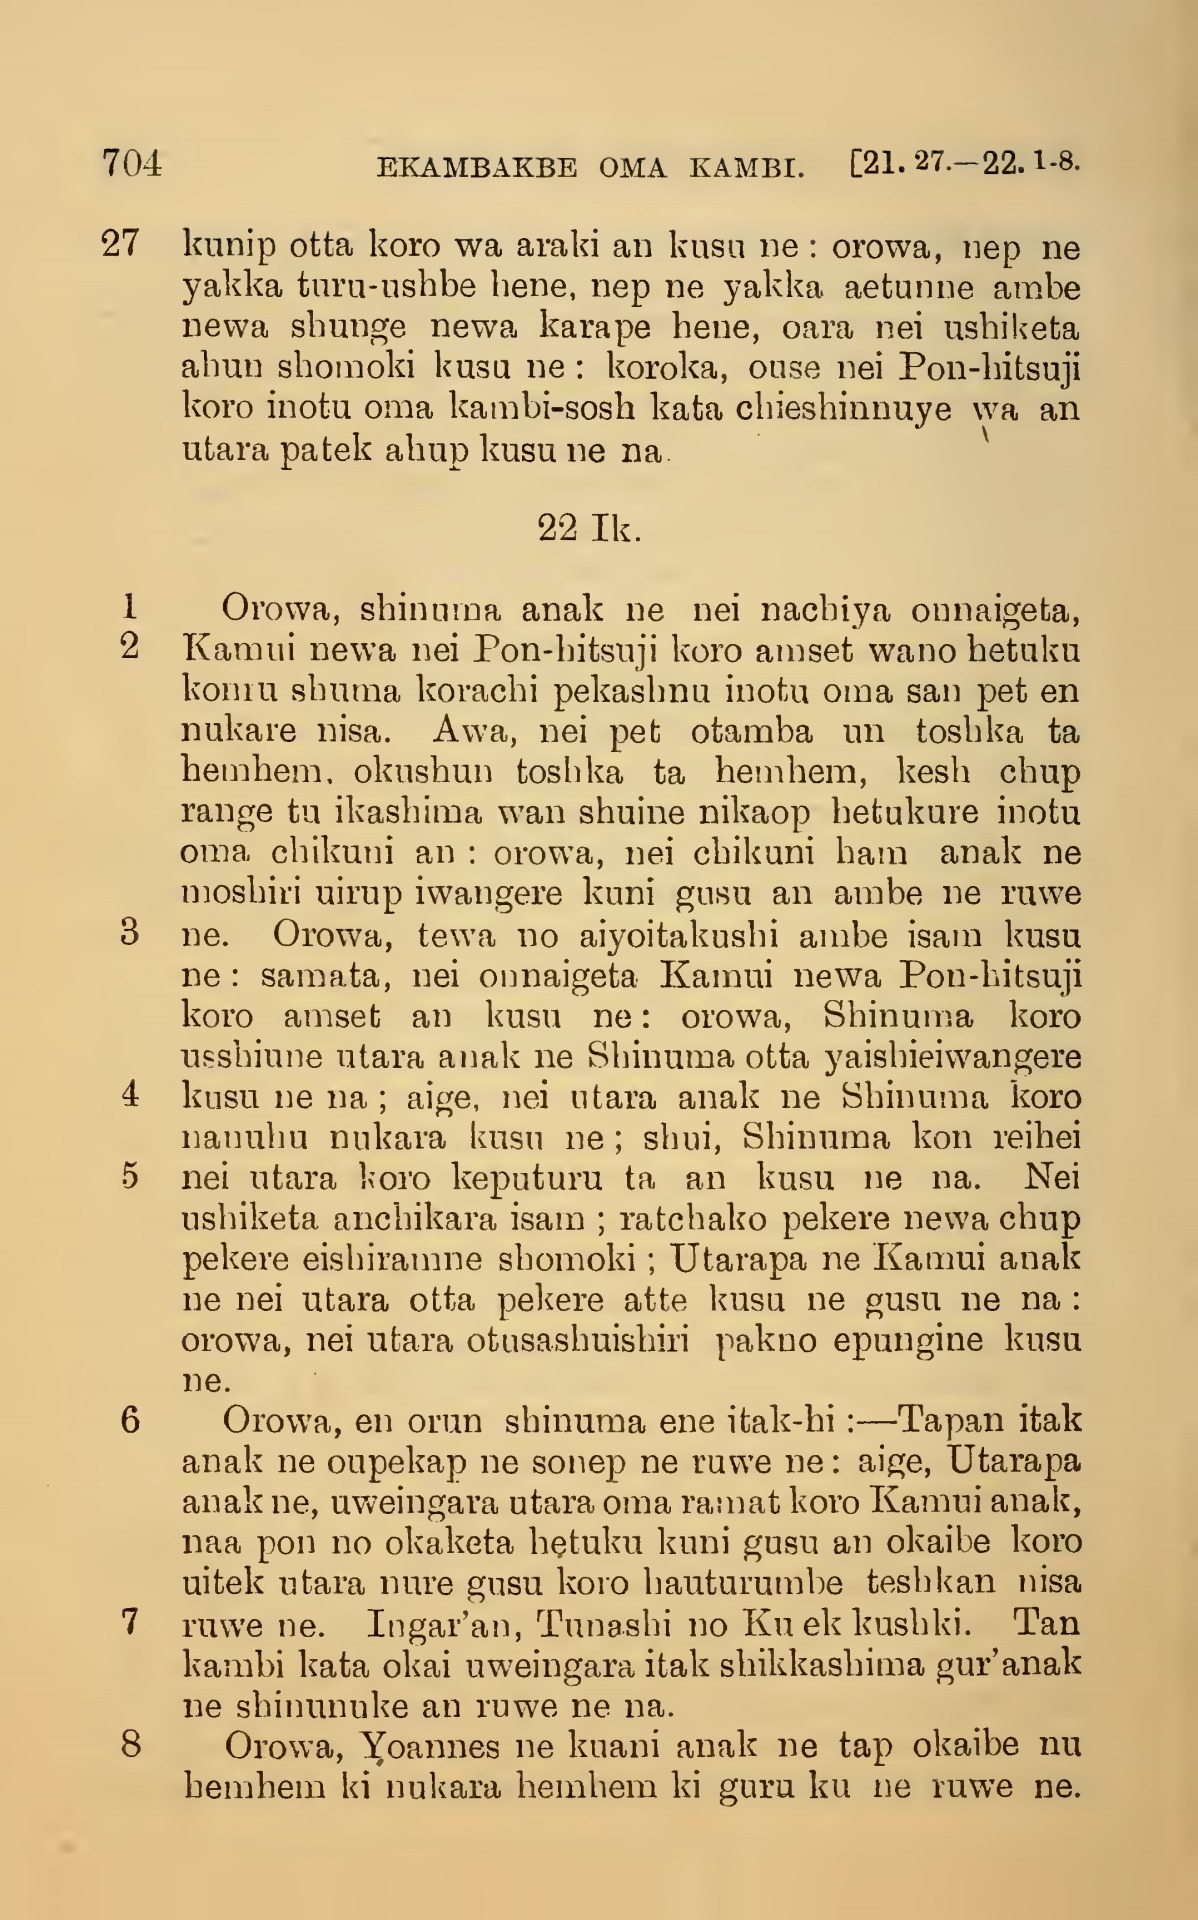 704 EKAMBAKBE OMA KAMBI. [21. 27.—22. 1-8.
27 kunip otta koro wa araki an kusu ne : orowa, nep ne
yakka turu-ushbe hene, nep ne yakka aetunne ambe
newa shunge newa karape hene, oara nei ushiketa
ahun shomoki kusu ne : koroka, ouse nei Pon-hitsuji
koro inotu oma kambi-sosh kata chieshinnuye wa an
utara patek ahup kusu ne na.
22 Ik.
1 Orowa, shinuma anak ne nei nachiya onnaigeta,
2 Kamui newa nei Pon-hitsuji koro amset wano hetuku
konru shuma korachi pekashnu inotu oma san pet en
nukare nisa. Awa, nei pet otamba un toshka ta
hemhem, okushun toshka ta hemhem, kesh chup
range tu ikashima wan shuine nikaop hetukure inotu
oma chikuni an : orowa, nei chikuni ham anak ne
moshiri uirup iwangere kuni gusu an ambe ne ruwe
3 ne. Orowa, tewa no aiyoitakushi ambe isam kusu
ne : samata, nei onnaigeta Kamui newa Pon-hitsuji
koro amset an kusu ne : orowa, Shinuma koro
usshiune utara anak ne Shinuma otta yaishieiwangere
4 kusu ne na ; aige, nei utara anak ne Shinuma koro
nanuhu nukara kusu ne ; shui, Shinuma kon reihei
5 nei utara koro keputuru ta an kusu ne na. Nei
ushiketa anchikara isam ; ratchako pekere newa chup
pekere eishiramne shomoki ; Utarapa ne Kamui anak
ne nei utara otta pekere atte kusu ne gusu ne na :
orowa, nei utara otusashuishiri pakno epungine kusu
ne.
6 Orowa, en orun shinuma ene itak-hi :—Tapan itak
anak ne oupekap ne sonep ne ruwe ne : aige, Utarapa
anak ne, uweingara utara oma ramat koro Kamui anak,
naa pon no okaketa hetuku kuni gusu an okaibe koro
uitek utara nure gusu koro hauturumbe teshkan nisa
7 ruwe ne. Ingar'an, Tunashi no Ku ek kushki. Tan
kambi kata okai uweingara itak shikkashima gur'anak
ne shinunuke an ruwe ne na.
8 Orowa, Yoannes ne kuani anak ne tap okaibe nu
hemhem ki nukara hemhem ki guru ku ne ruwe ne.